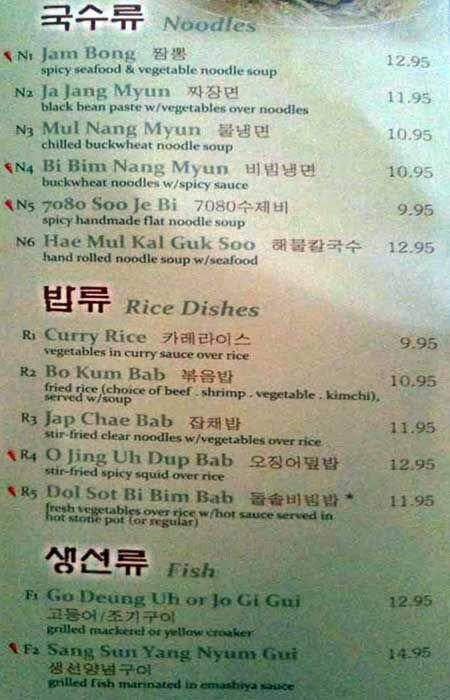 국수류 Noodles
N1 Jam Bong 짬뽕 12.95
spicy seafood & vegetable noodle soup
N2 Ja Jang Myun 짜장면 11.95
black bean paste w/vegetables over noodles
N3 Mul Nang Myun 물냉면 10.95
chilled buckwheat noodle soup
N4 Bi Bim Nang Myun 비빔냉면 10.95
buckwheat noodles w/spicy sauce
N5 7080 Soo Je Bi 7080수제비 9.95
spicy handmade flat noodle soup
N6 Hae Mul Kal Guk Soo 해물칼국수 12.95
hand rolled noodle soup w/seafood
밥류 Rice Dishes
R1 Curry Rice 카레라이스 9.95
vegetables in curry sauce over rice
R2 Bo Kum Bab 볶음밥 10.95
fried rice (choice of beef . shrimp . vegetable . kimchi),
served w/soup
R3 Jap Chae Bab 잡채밥 11.95
stir-fried clear noodles w/vegetables over rice
R4 O Jing Uh Dup Bab 오징어덮밥 12.95
stir-fried spicy squid over rice
R5 Dol Sot Bi Bim Bab 돌솥비빔밥 * 11.95
fresh vegetables over rice w/hot sauce served in
hot stone pot (or regular)
생선류 Fish
F1 Go Deung Uh or Jo Gi Gui 12.95
고등어/조기구이
grilled mackerel or yellow croaker
F2 Sang Sun Yang Nyum Gui 14.95
생선양념구이
grilled fish marinated in emashiya sauce